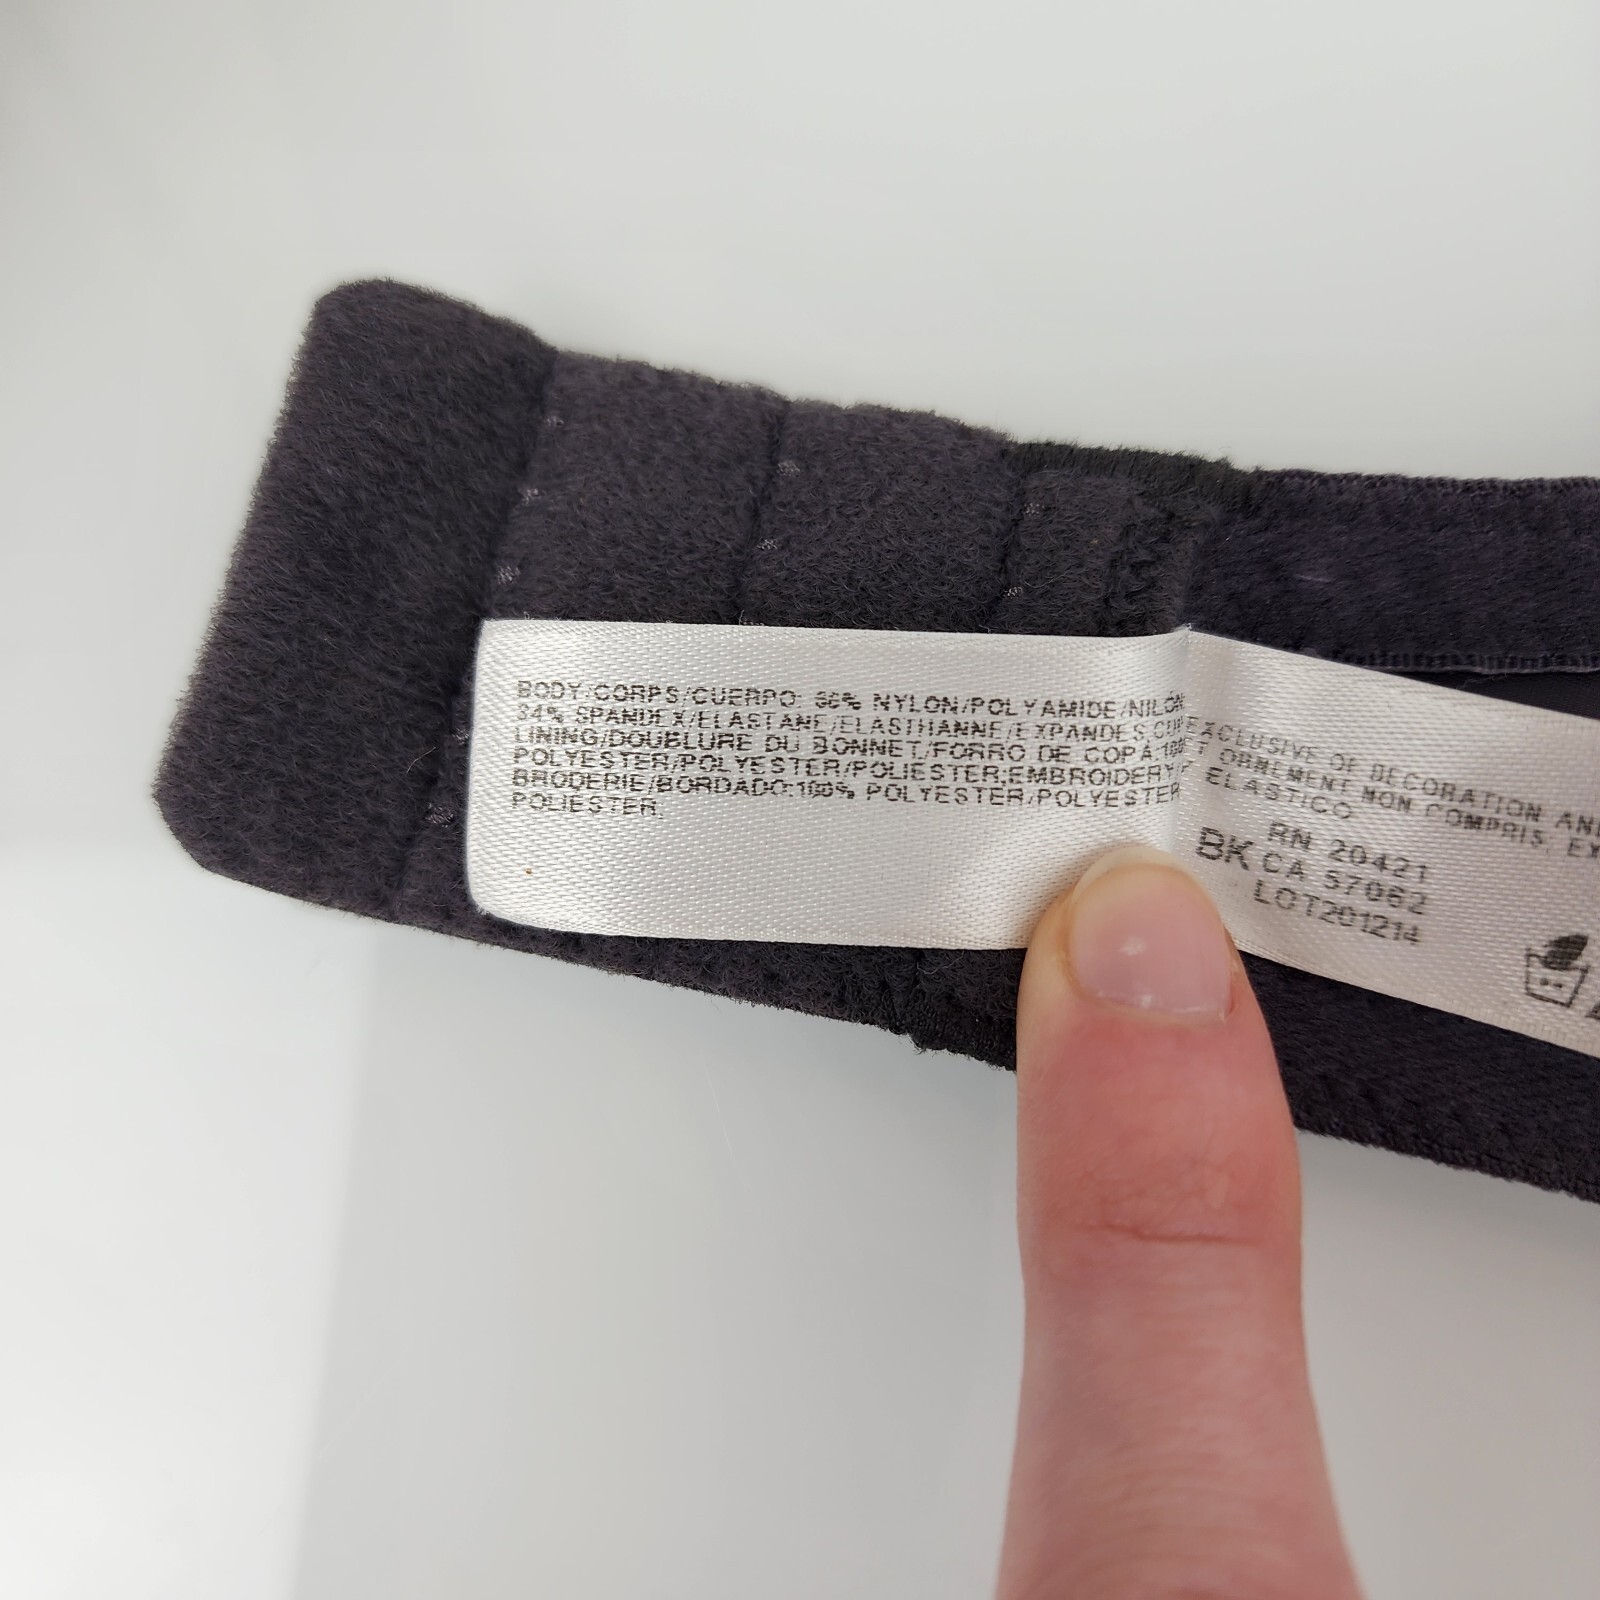 BODY/CORPS/CUERPO: 66% NYLON/POLYAMIDE/NILÓN;
34% SPANDEX/ELASTANE/ELASTHANNE/EXPANDES CUP
LINING/DOUBLURE DU BONNET/FORRO DE COPA 100%
POLYESTER/POLYESTER/POLIESTER;EMBROIDERY/
BRODERIE/BORDADO:100% POLYESTER/POLYESTER
POLIESTER.
EXCLUSIVE OF DECORATION AND
ET ORNEMENT NON COMPRIS, EX
ELASTICO
RN 20421
BK CA 57062
LOT201214